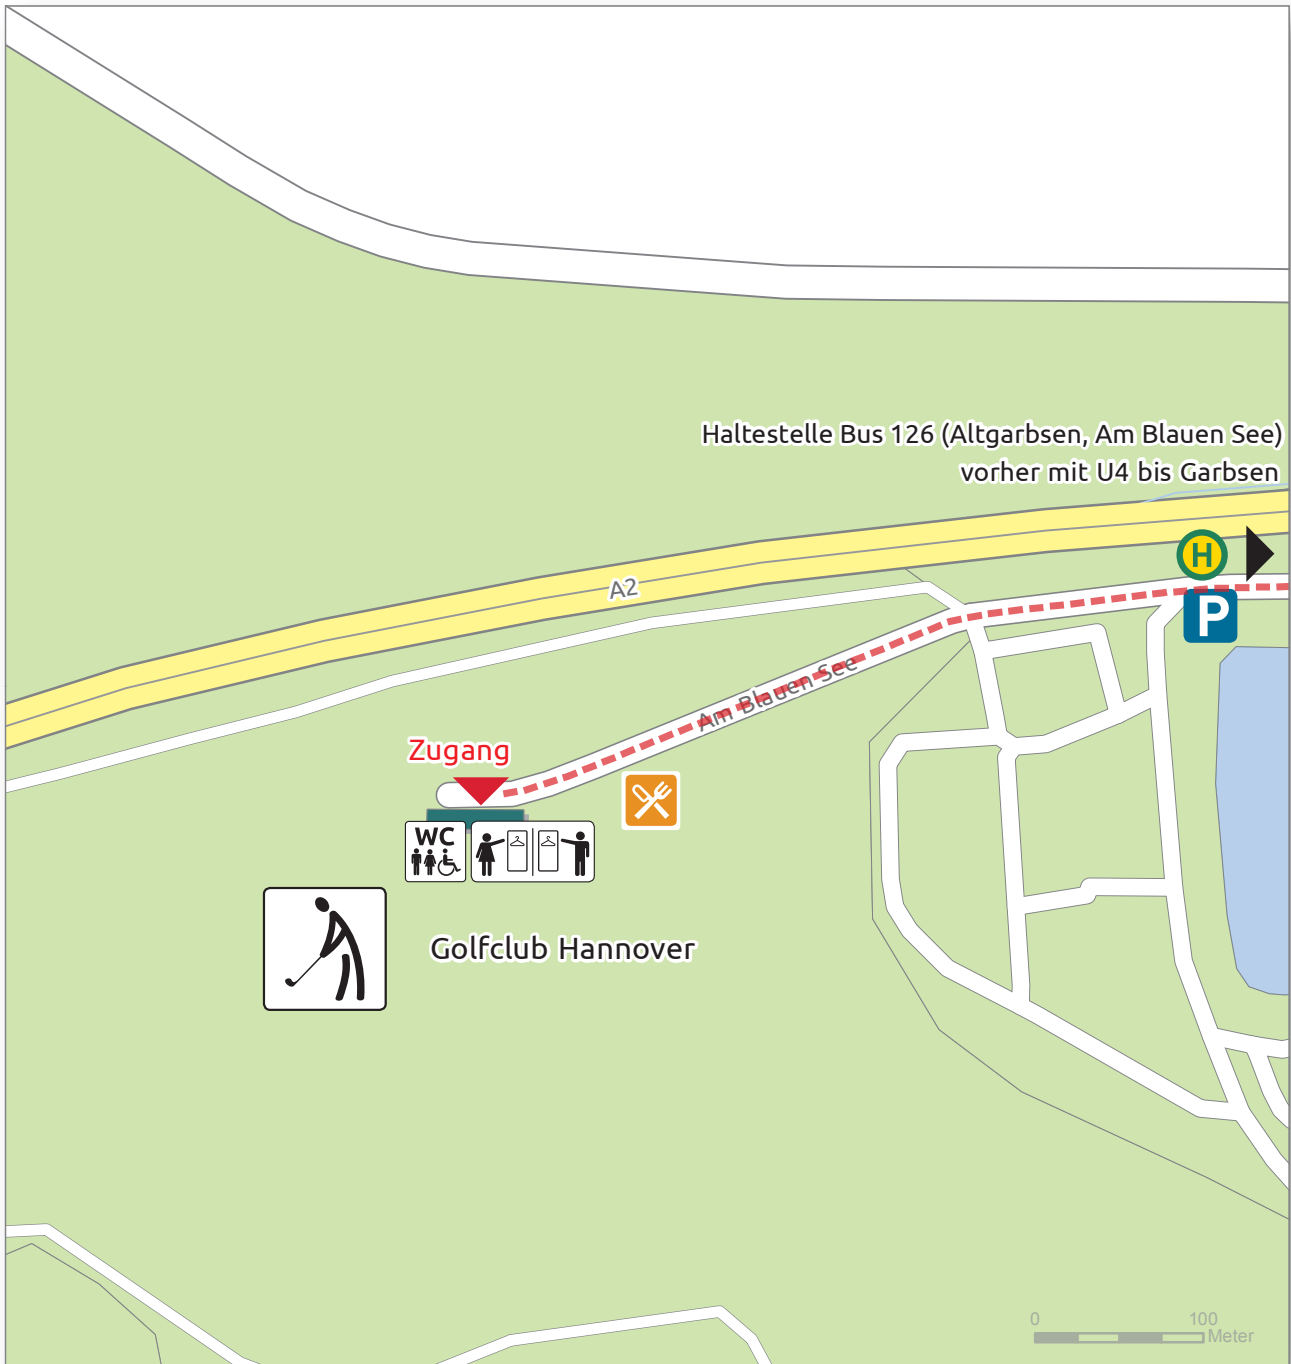 Haltestelle Bus 126 (Altgarbsen, Am Blauen See)
vorher mit U4 bis Garbsen
H
A2
P
Am Blauen See
Zugang
WC
Golfclub Hannover
0 100
Meter